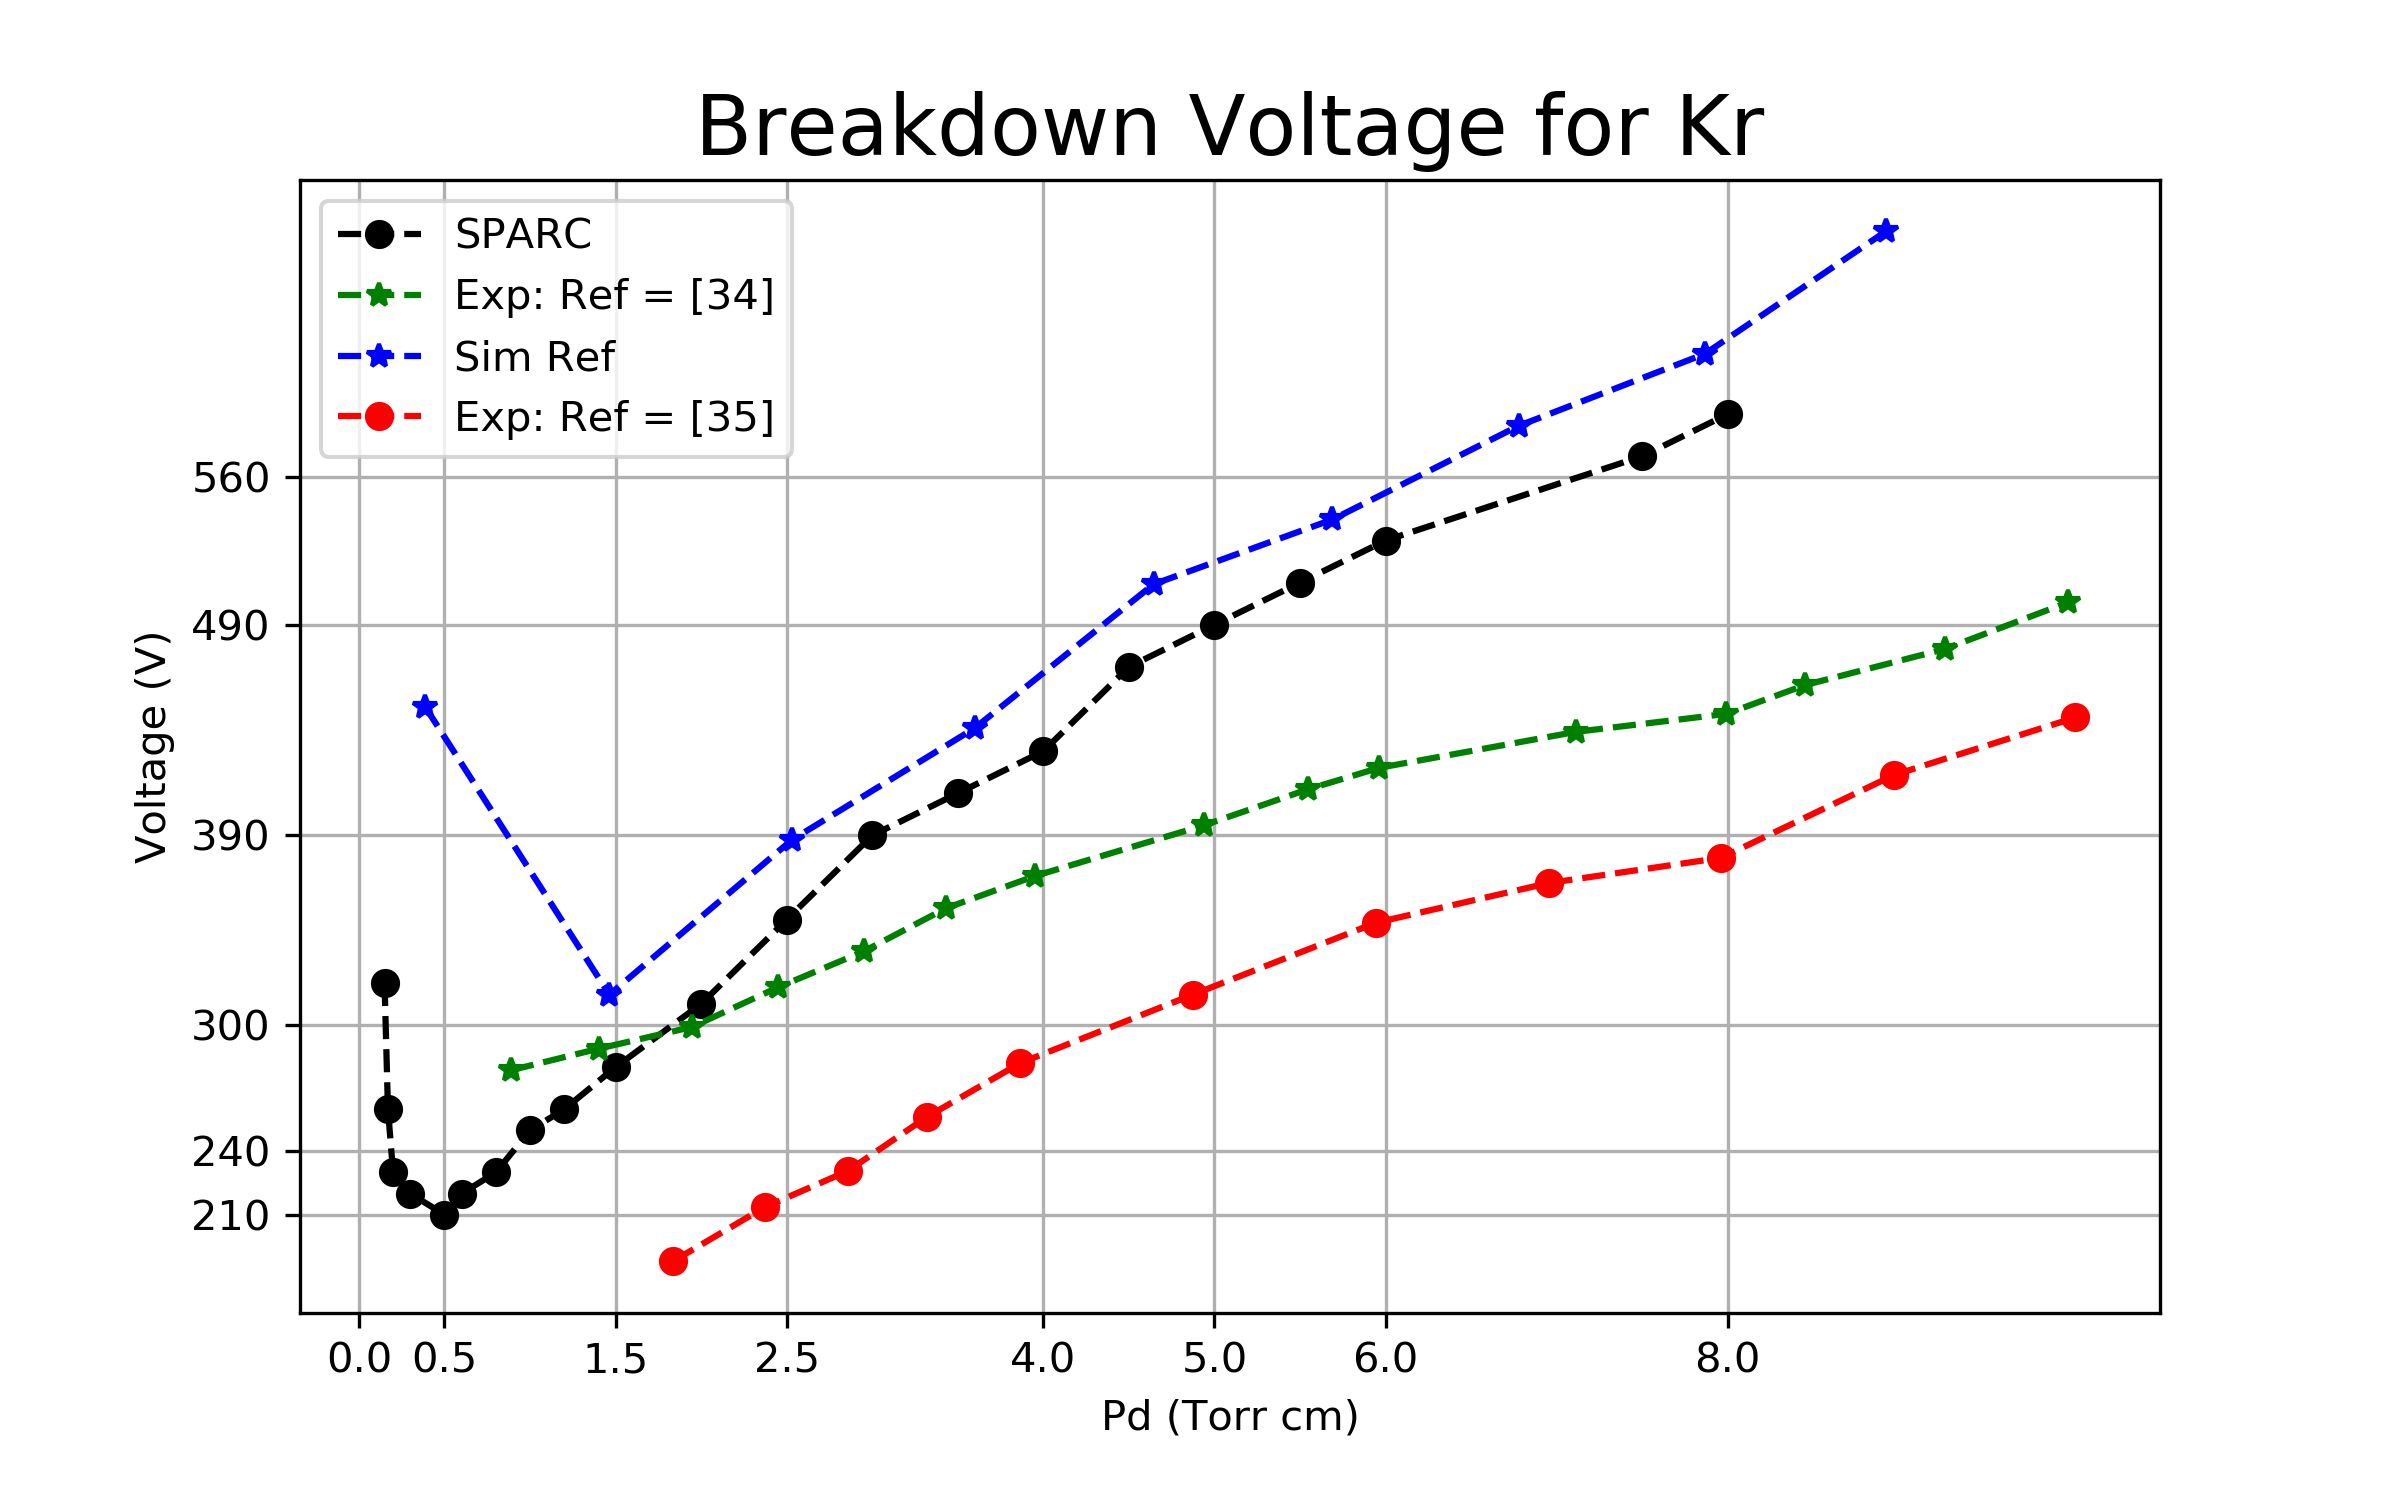 Breakdown Voltage for Kr
SPARC
Exp: Ref = [34]
Sim Ref
Exp: Ref = [35]
560
490
390
300
240
210
Voltage (V)
0.0 0.5 1.5 2.5 4.0 5.0 6.0 8.0
Pd (Torr cm)